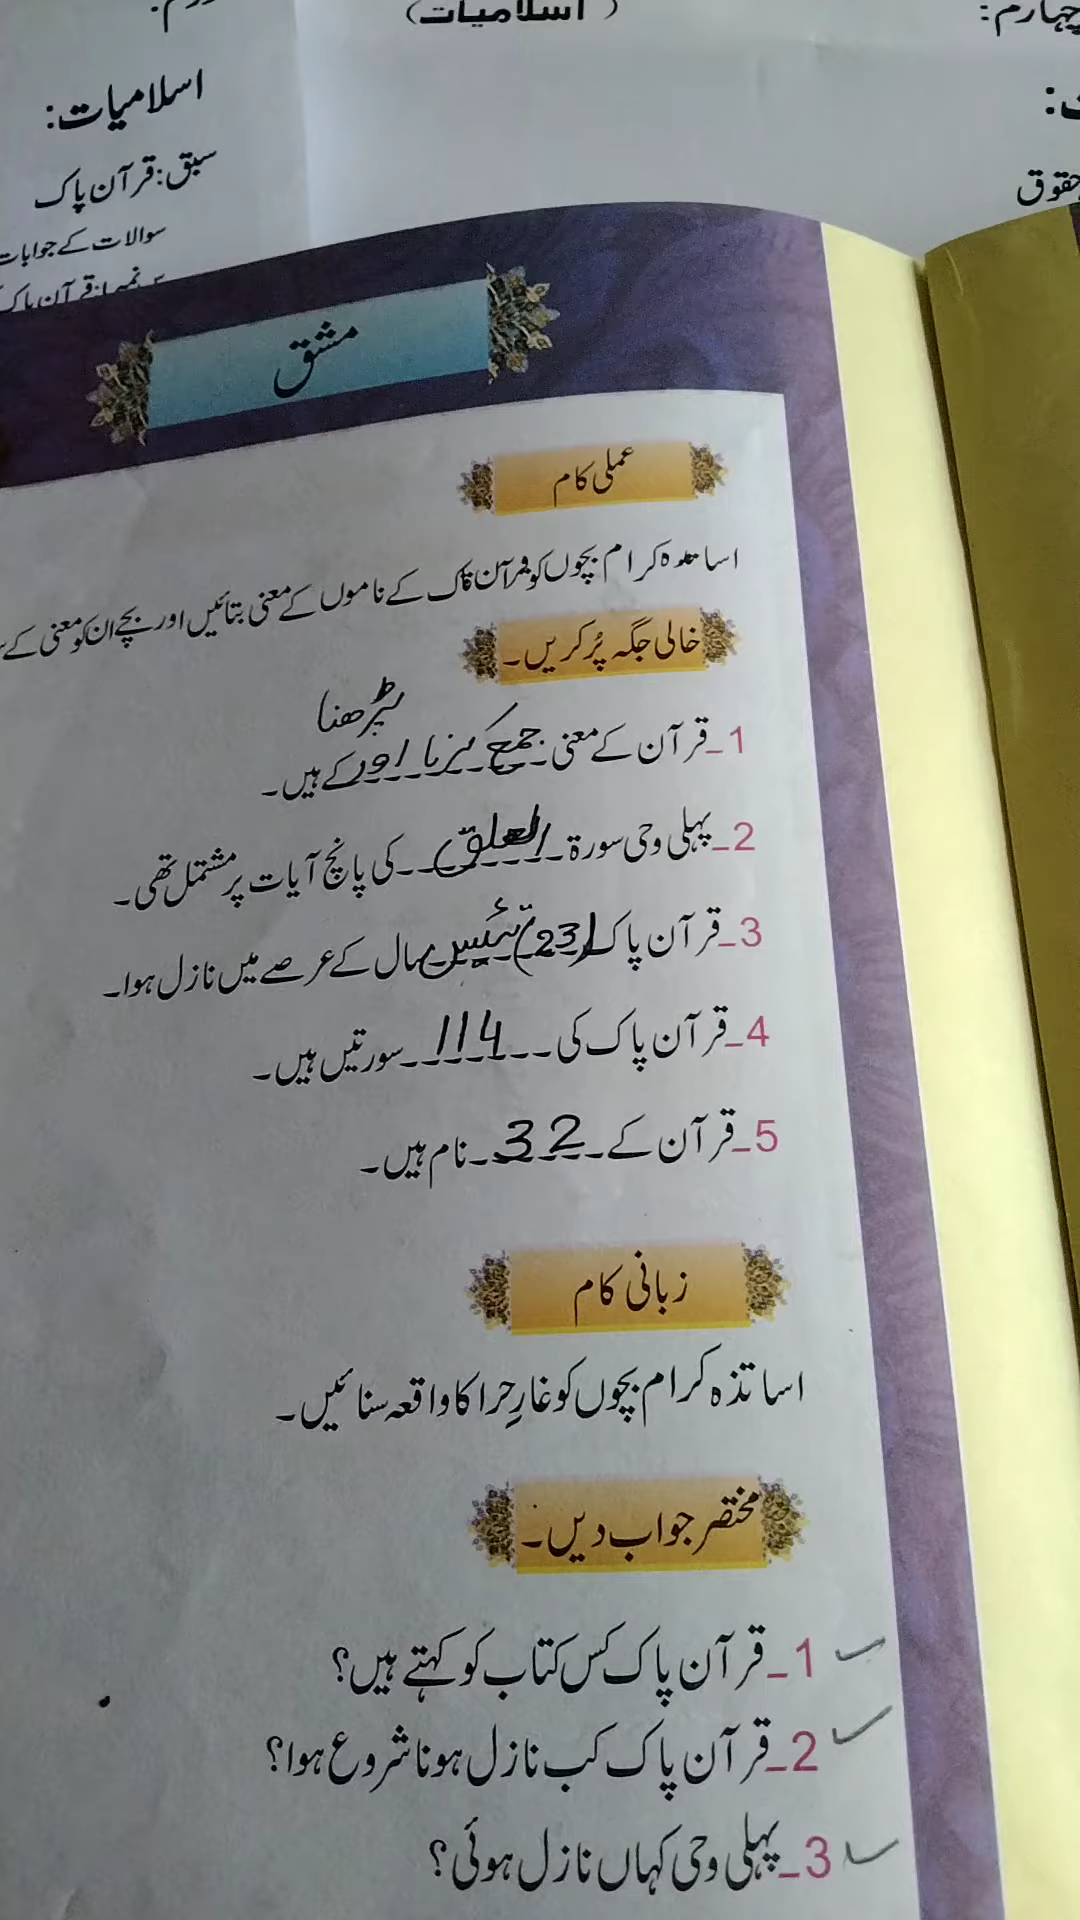 (اسلامیات)
چہارم:
اسلامیات:
سبق: قرآن پاک
حقوق
سوالات کے جوابات
مشق
عملی کام
اساتذہ کرام بچوں کو قرآن پاک کے ناموں کے معنی بتائیں اور بچے ان کو معنی کے
خالی جگہ پُر کریں۔
پڑھنا
1۔ قرآن کے معنی جمع کرنا اور کے ہیں۔
2۔ پہلی وحی سورۃ العلق کی پانچ آیات پر مشتمل تھی۔
3۔ قرآن پاک (23) تئیس سال کے عرصے میں نازل ہوا۔
4۔ قرآن پاک کی 114 سورتیں ہیں۔
5۔ قرآن کے 32 نام ہیں۔
زبانی کام
اساتذہ کرام بچوں کو غارِ حرا کا واقعہ سنائیں۔
مختصر جواب دیں۔
1۔ قرآن پاک کس کتاب کو کہتے ہیں؟
2۔ قرآن پاک کب نازل ہونا شروع ہوا؟
3۔ پہلی وحی کہاں نازل ہوئی؟